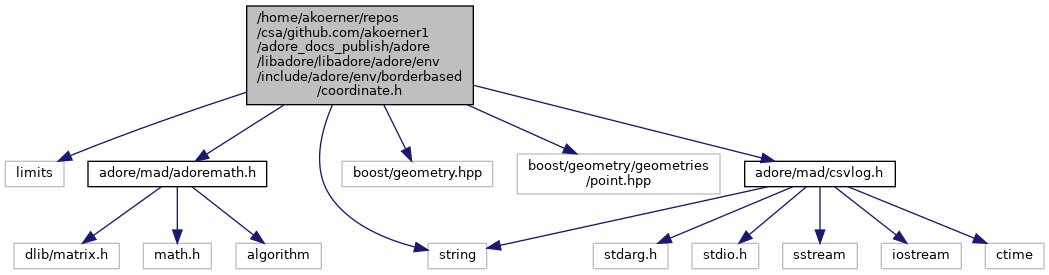 /home/akoerner/repos
/csa/github.com/akoerner1
/adore_docs_publish/adore
/libadore/libadore/adore/env
/include/adore/env/borderbased
/coordinate.h
limits
adore/mad/adoremath.h
boost/geometry.hpp
boost/geometry/geometries
/point.hpp
adore/mad/csvlog.h
dlib/matrix.h
math.h
algorithm
string
stdarg.h
stdio.h
sstream
iostream
ctime